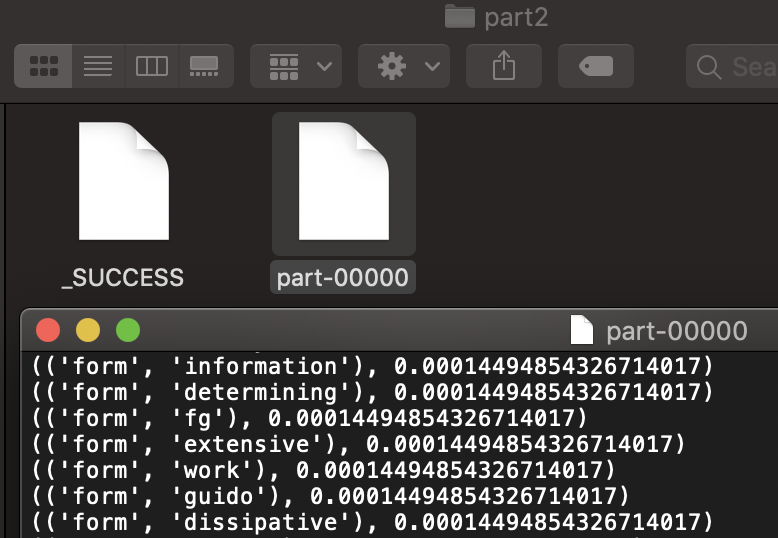 part2
Sea
_SUCCESS
part-00000
part-00000
(('form', 'information'), 0.00014494854326714017)
(('form', 'determining'), 0.00014494854326714017)
(('form', 'fg'), 0.00014494854326714017)
(('form', 'extensive'), 0.00014494854326714017)
(('form', 'work'), 0.00014494854326714017)
(('form', 'guido'), 0.00014494854326714017)
(('form', 'dissipative'), 0.00014494854326714017)